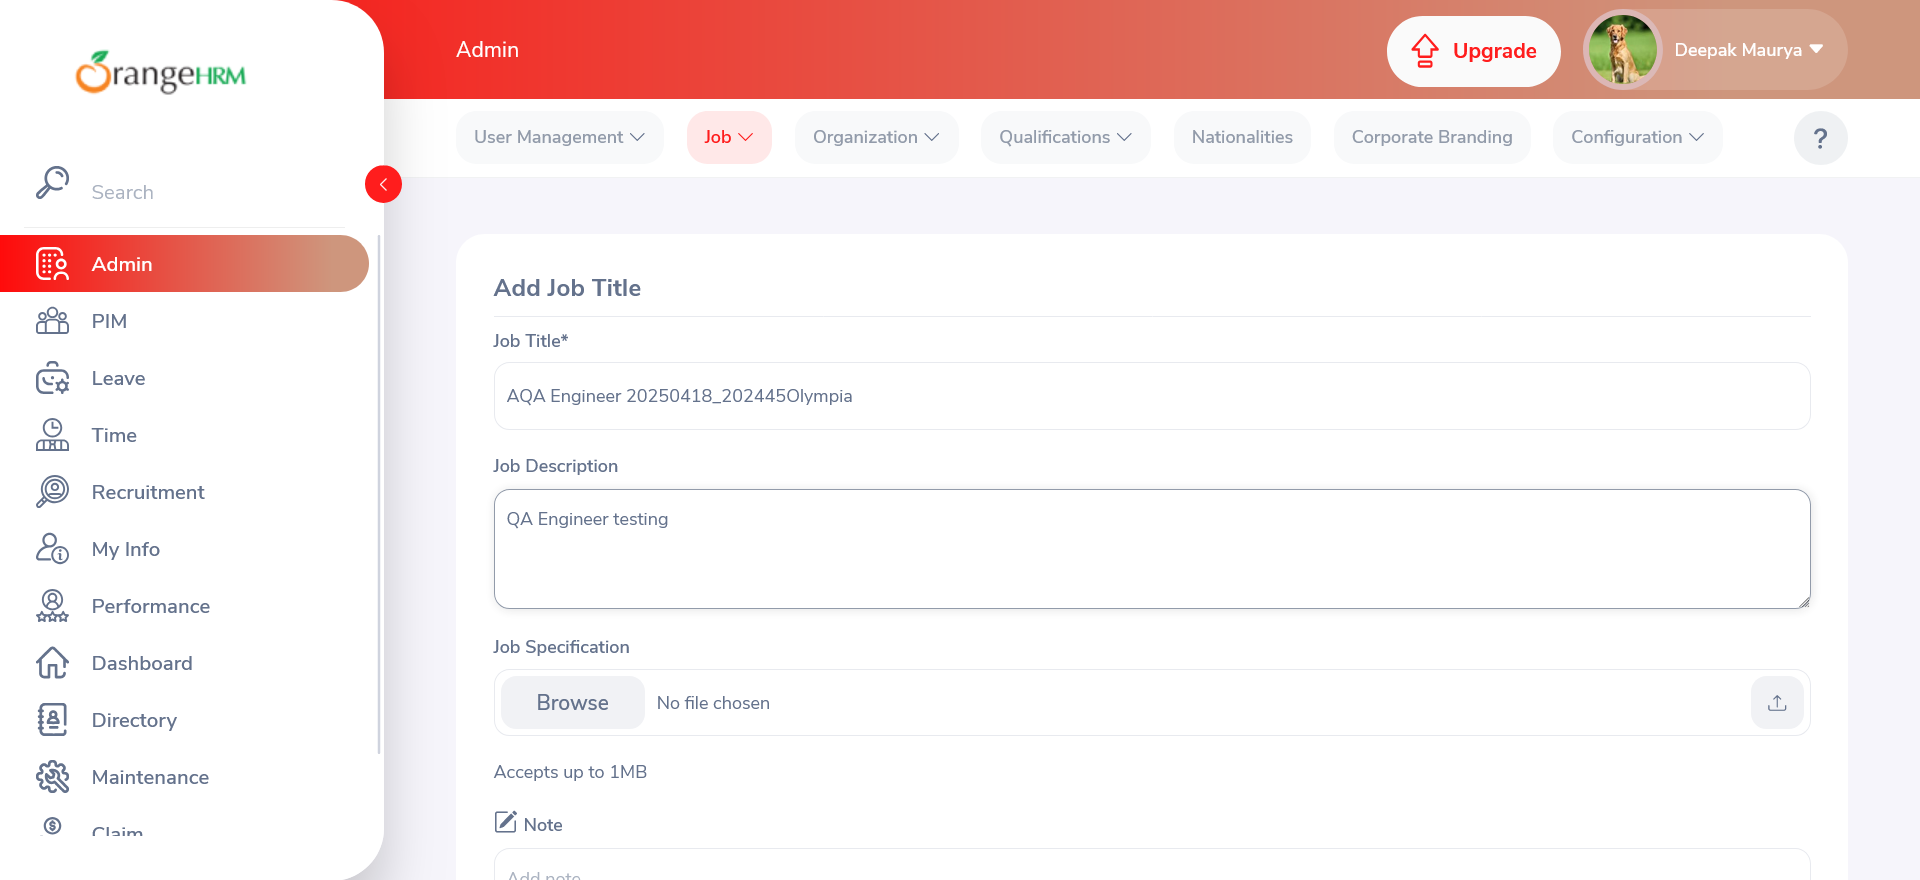 OrangeHRM
Admin
Upgrade
Deepak Maurya
User Management
Job
Organization
Qualifications
Nationalities
Corporate Branding
Configuration
?
Search
Admin
PIM
Leave
Time
Recruitment
My Info
Performance
Dashboard
Directory
Maintenance
Claim
Add Job Title
Job Title*
AQA Engineer 20250418_202445Olympia
Job Description
QA Engineer testing
Job Specification
Browse
No file chosen
Accepts up to 1MB
Note
Add note